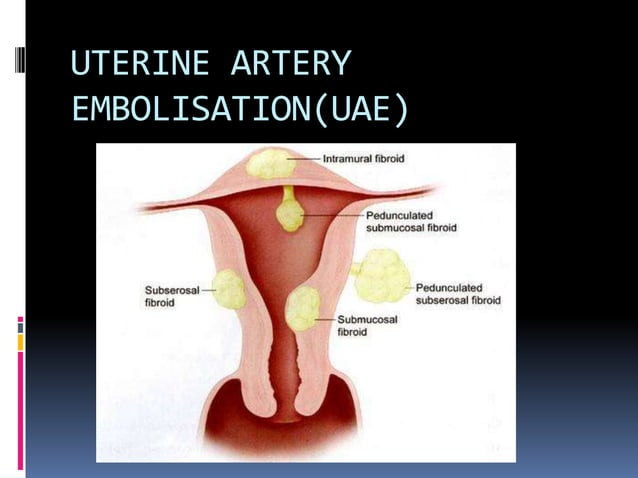 UTERINE ARTERY
EMBOLISATION(UAE)
Intramural fibroid
Pedunculated
submucosal fibroid
Subserosal
fibroid
Pedunculated
subserosal fibroid
Submucosal
fibroid